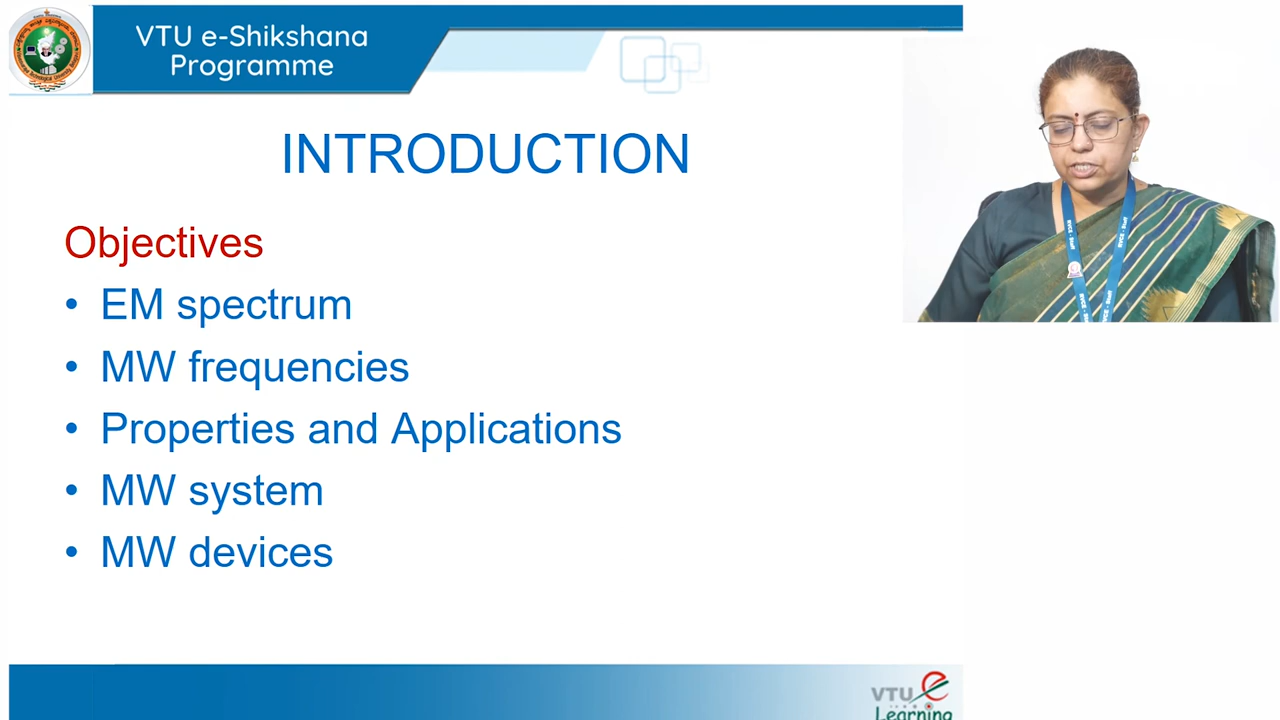 VTU e-Shikshana
Programme
INTRODUCTION
Objectives
• EM spectrum
• MW frequencies
• Properties and Applications
• MW system
• MW devices
VTU e
Learning